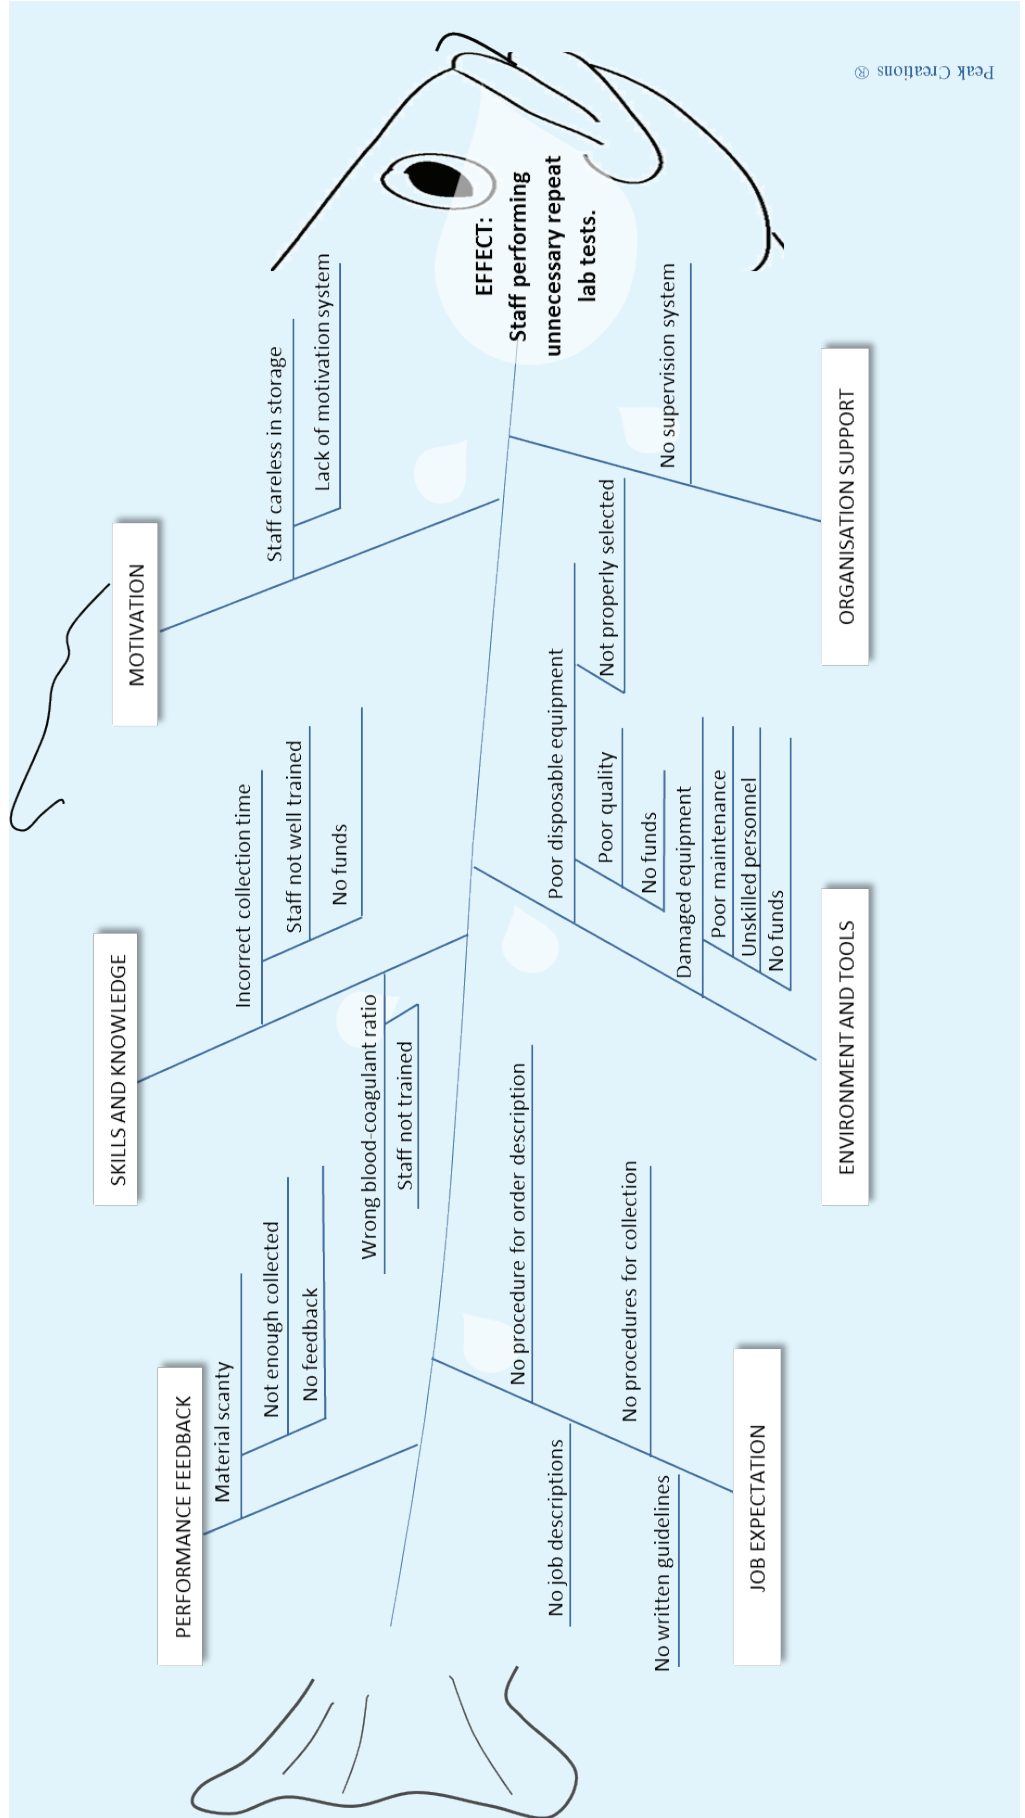 PERFORMANCE FEEDBACK
Material scanty
Not enough collected
No feedback
SKILLS AND KNOWLEDGE
Incorrect collection time
Staff not well trained
No funds
Wrong blood-coagulant ratio
Staff not trained
MOTIVATION
Staff careless in storage
Lack of motivation system
EFFECT:
Staff performing
unnecessary repeat
lab tests.
JOB EXPECTATION
No procedure for order description
No job descriptions
No procedures for collection
No written guidelines
ENVIRONMENT AND TOOLS
Poor disposable equipment
Not properly selected
Poor quality
No funds
Damaged equipment
Poor maintenance
Unskilled personnel
No funds
ORGANISATION SUPPORT
No supervision system
Peak Creations ®